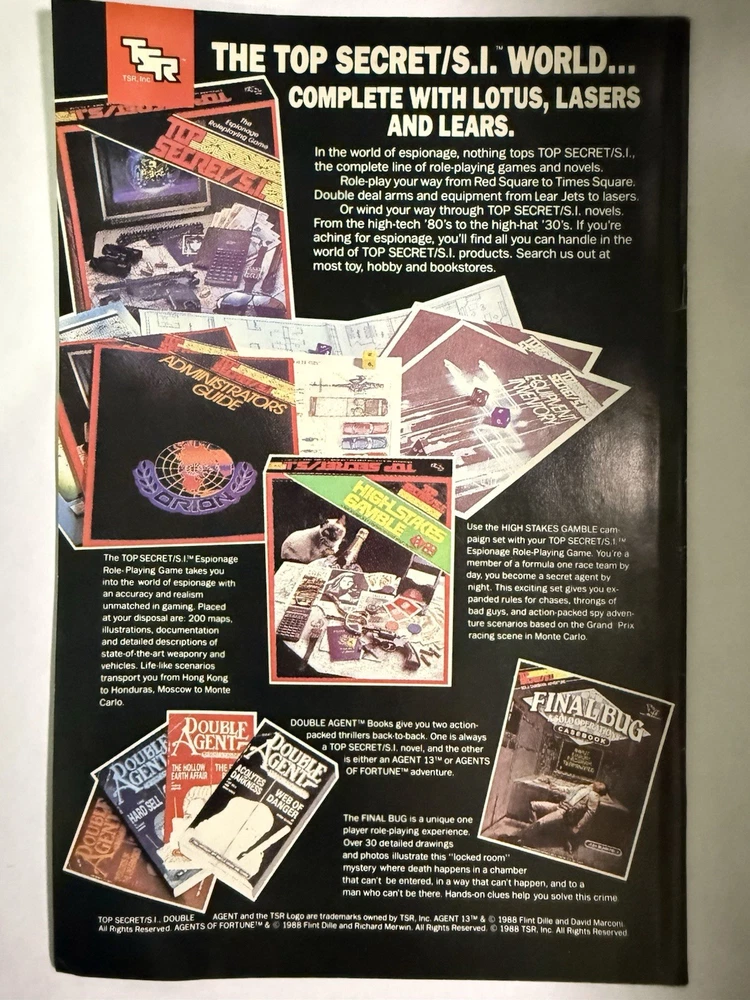 TSR
TSR, Inc.
THE TOP SECRET/S.I.™ WORLD...
COMPLETE WITH LOTUS, LASERS
AND LEARS.
In the world of espionage, nothing tops TOP SECRET/S.I.,
the complete line of role-playing games and novels.
Role-play your way from Red Square to Times Square.
Double deal arms and equipment from Lear Jets to lasers.
Or wind your way through TOP SECRET/S.I. novels.
From the high-tech '80's to the high-hat '30's. If you're
aching for espionage, you'll find all you can handle in the
world of TOP SECRET/S.I. products. Search us out at
most toy, hobby and bookstores.
TOP SECRET/S.I.
The
Espionage
Roleplaying Game
TOP
SECRET/S.I.
ADMINISTRATORS
GUIDE
ORION
EQUIPMENT
INVENTORY
TOP SECRET/S.I.
HIGH STAKES
GAMBLE
Use the HIGH STAKES GAMBLE cam-
paign set with your TOP SECRET/S.I.™
Espionage Role-Playing Game. You're a
member of a formula one race team by
day, you become a secret agent by
night. This exciting set gives you ex-
panded rules for chases, throngs of
bad guys, and action-packed spy adven-
ture scenarios based on the Grand Prix
racing scene in Monte Carlo.
The TOP SECRET/S.I.™ Espionage
Role-Playing Game takes you
into the world of espionage with
an accuracy and realism
unmatched in gaming. Placed
at your disposal are: 200 maps,
illustrations, documentation
and detailed descriptions of
state-of-the-art weaponry and
vehicles. Life-like scenarios
transport you from Hong Kong
to Honduras, Moscow to Monte
Carlo.
DOUBLE AGENT™ Books give you two action-
packed thrillers back-to-back. One is always
a TOP SECRET/S.I. novel, and the other
is either an AGENT 13™ or AGENTS
OF FORTUNE™ adventure.
DOUBLE
AGENT
DOUBLE
AGENT
HARD SELL
DOUBLE
AGENT
THE HOLLOW
EARTH AFFAIR
THE
DOUBLE
AGENT
ACOLYTES
DARKNESS
WEB OF
DANGER
FINAL BUG
A SOLO OPERATION
CASEBOOK
The FINAL BUG is a unique one
player role-playing experience.
Over 30 detailed drawings
and photos illustrate this "locked room"
mystery where death happens in a chamber
that can't be entered, in a way that can't happen, and to a
man who can't be there. Hands-on clues help you solve this crime.
TOP SECRET/S.I., DOUBLE AGENT and the TSR Logo are trademarks owned by TSR, Inc. AGENT 13™ & © 1988 Flint Dille and David Marconi.
All Rights Reserved. AGENTS OF FORTUNE™ & © 1988 Flint Dille and Richard Merwin. All Rights Reserved. © 1988 TSR, Inc. All Rights Reserved.